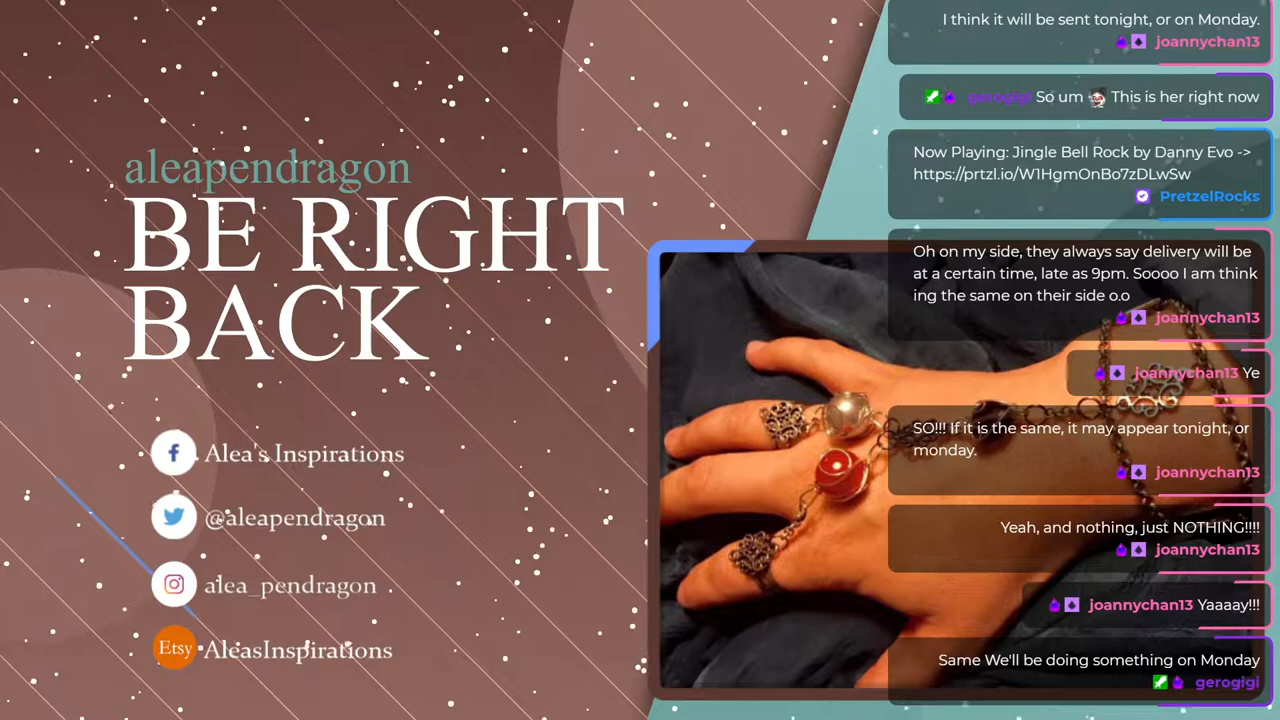 aleapendragon
BE RIGHT
BACK
Alea's Inspirations
@aleapendragon
alea_pendragon
Etsy AleasInspirations
I think it will be sent tonight, or on Monday.
joannychan13
gerogigi So um This is her right now
Now Playing: Jingle Bell Rock by Danny Evo ->
https://prtzl.io/W1HgmOnBo7zDLwSw
PretzelRocks
Oh on my side, they always say delivery will be
at a certain time, late as 9pm. Soooo I am think
ing the same on their side o.o
joannychan13
joannychan13 Ye
SO!!! If it is the same, it may appear tonight, or
monday.
joannychan13
Yeah, and nothing, just NOTHING!!!!
joannychan13
joannychan13 Yaaaay!!!
Same We'll be doing something on Monday
gerogigi